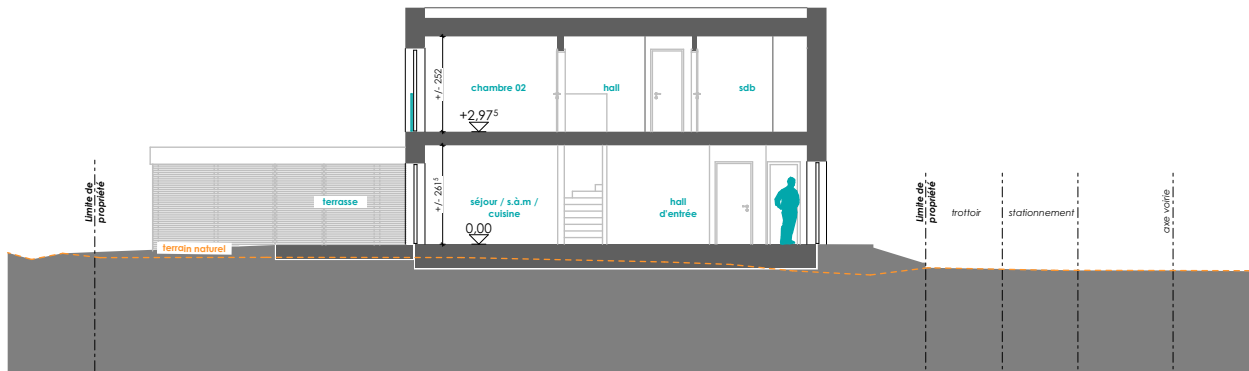 +/- 252
chambre 02
hall
sdb
+2,97⁵
Limite de
propriété
terrasse
terrain naturel
+/- 261⁵
séjour / s.à.m /
cuisine
0,00
hall
d'entrée
Limite de
propriété
trottoir
stationnement
axe voirie